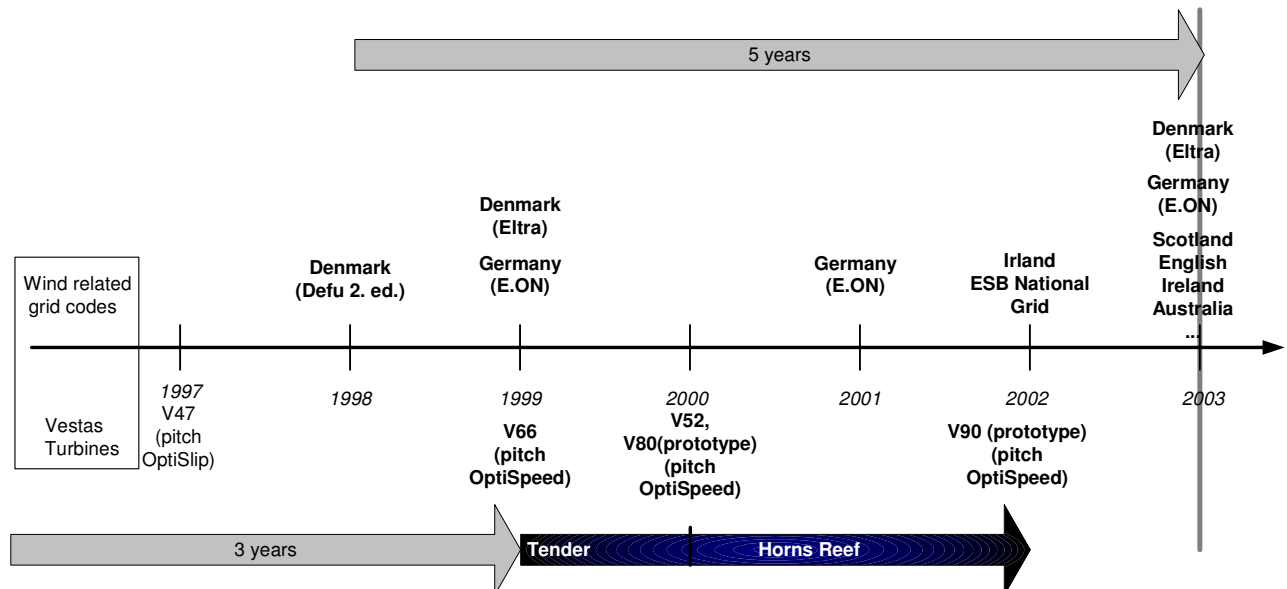 5 years
Denmark
(Eltra)
Germany
(E.ON)
Scotland
English
Ireland
Australia
...
Denmark
(Eltra)
Germany
(E.ON)
Denmark
(Defu 2. ed.)
Germany
(E.ON)
Irland
ESB National
Grid
Wind related
grid codes
1997
1998
1999
2000
2001
2002
2003
Vestas
Turbines
V47
(pitch
OptiSlip)
V66
(pitch
OptiSpeed)
V52,
V80(prototype)
(pitch
OptiSpeed)
V90 (prototype)
(pitch
OptiSpeed)
3 years
Tender
Horns Reef